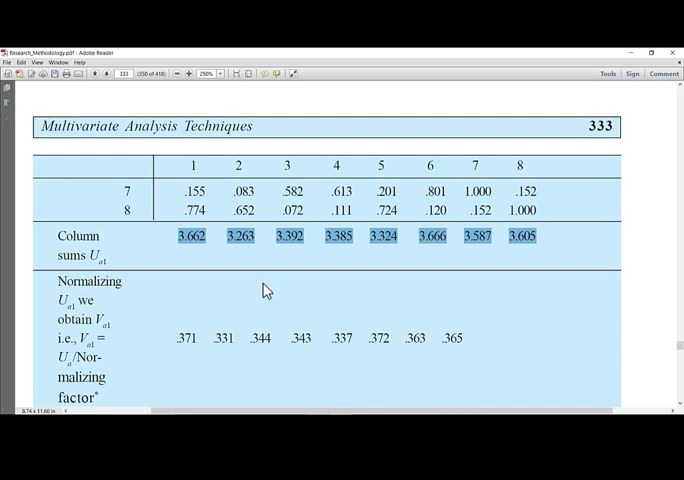 Research_Methodology.pdf - Adobe Reader
File Edit View Window Help
333 (350 of 418) 250% Tools Sign Comment
Multivariate Analysis Techniques 333
1 2 3 4 5 6 7 8
7 .155 .083 .582 .613 .201 .801 1.000 .152
8 .774 .652 .072 .111 .724 .120 .152 1.000
Column 3.662 3.263 3.392 3.385 3.324 3.666 3.587 3.605
sums Ua1
Normalizing
Ua1 we
obtain Va1
i.e., Va1 = .371 .331 .344 .343 .337 .372 .363 .365
Ua/Nor-
malizing
factor*
8.74 x 11.60 in